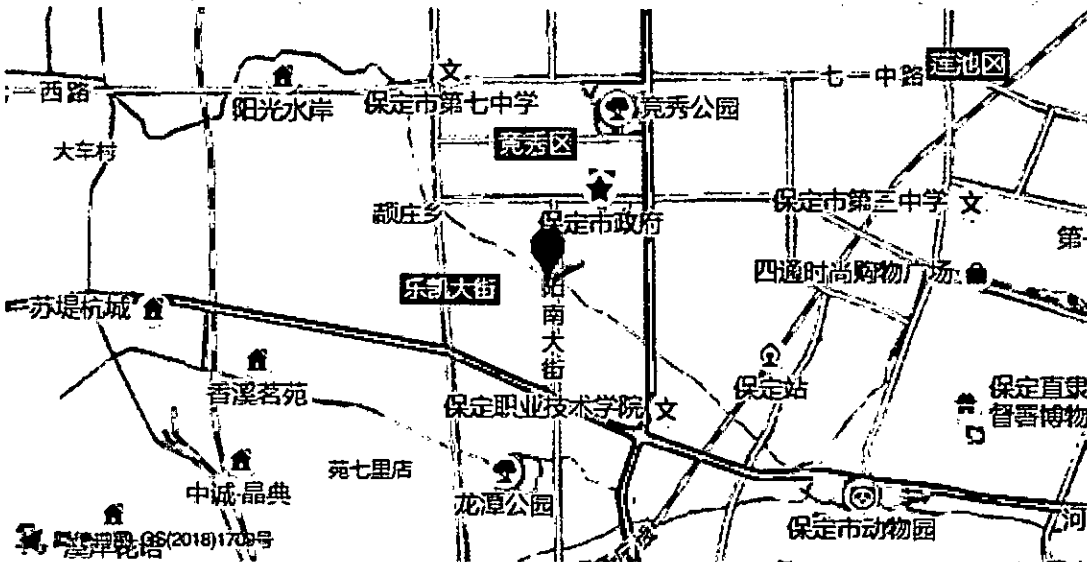 西路
阳光水岸
文
保定市第七中学
竞秀公园
七一中路
莲池区
大车村
竞秀区
颉庄乡
保定市政府
保定市第三中学
文
第
四通时尚购物广场
乐凯大街
阳南大街
苏堤杭城
香溪茗苑
保定职业技术学院
文
保定站
保定直隶
督署博物
苑七里店
中诚·晶典
龙潭公园
保定市动物园
河
GS(2018)1709号